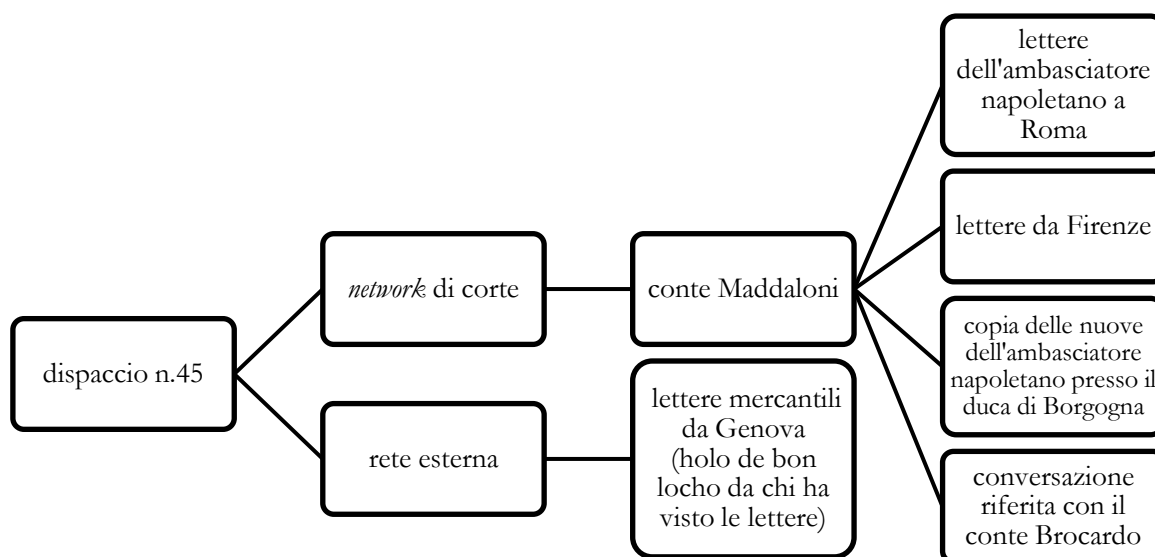 dispaccio n.45
network di corte
rete esterna
conte Maddaloni
lettere mercantili
da Genova
(holo de bon
locho da chi ha
visto le lettere)
lettere
dell'ambasciatore
napoletano a
Roma
lettere da Firenze
copia delle nuove
dell'ambasciatore
napoletano presso il
duca di Borgogna
conversazione
riferita con il
conte Brocardo